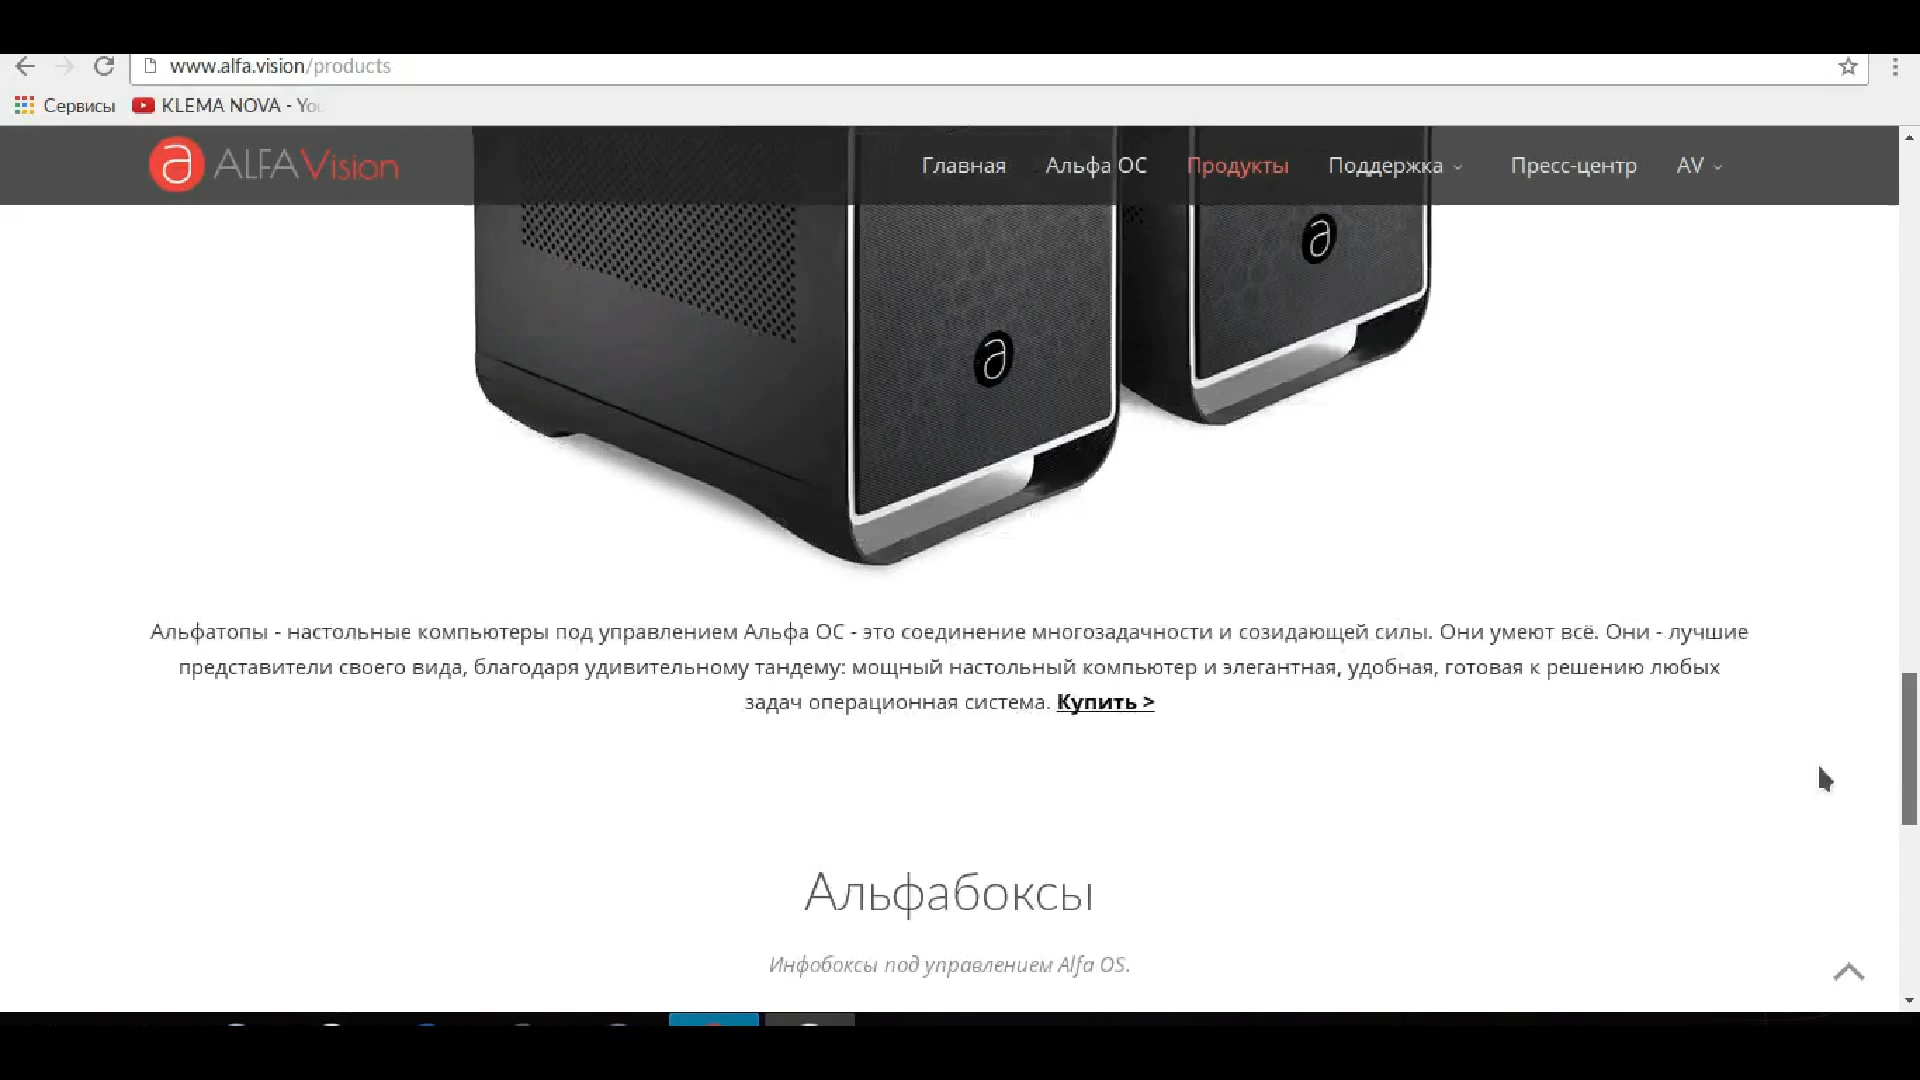 www.alfa.vision/products
Сервисы
KLEMA NOVA - You
a ALFAVision
Главная
Альфа ОС
Продукты
Поддержка
Пресс-центр
AV
a
a
Альфатопы - настольные компьютеры под управлением Альфа ОС - это соединение многозадачности и созидающей силы. Они умеют всё. Они - лучшие
представители своего вида, благодаря удивительному тандему: мощный настольный компьютер и элегантная, удобная, готовая к решению любых
задач операционная система. Купить >
Альфабоксы
Инфобоксы под управлением Alfa OS.